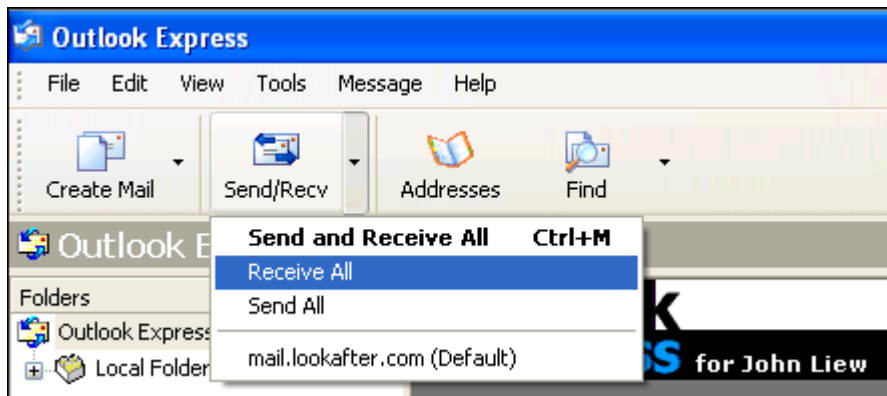 Outlook Express
File Edit View Tools Message Help
Create Mail Send/Recv Addresses Find
Outlook E
Send and Receive All Ctrl+M
Receive All
Send All
mail.lookafter.com (Default)
Folders
Outlook Express
Local Folder
for John Liew